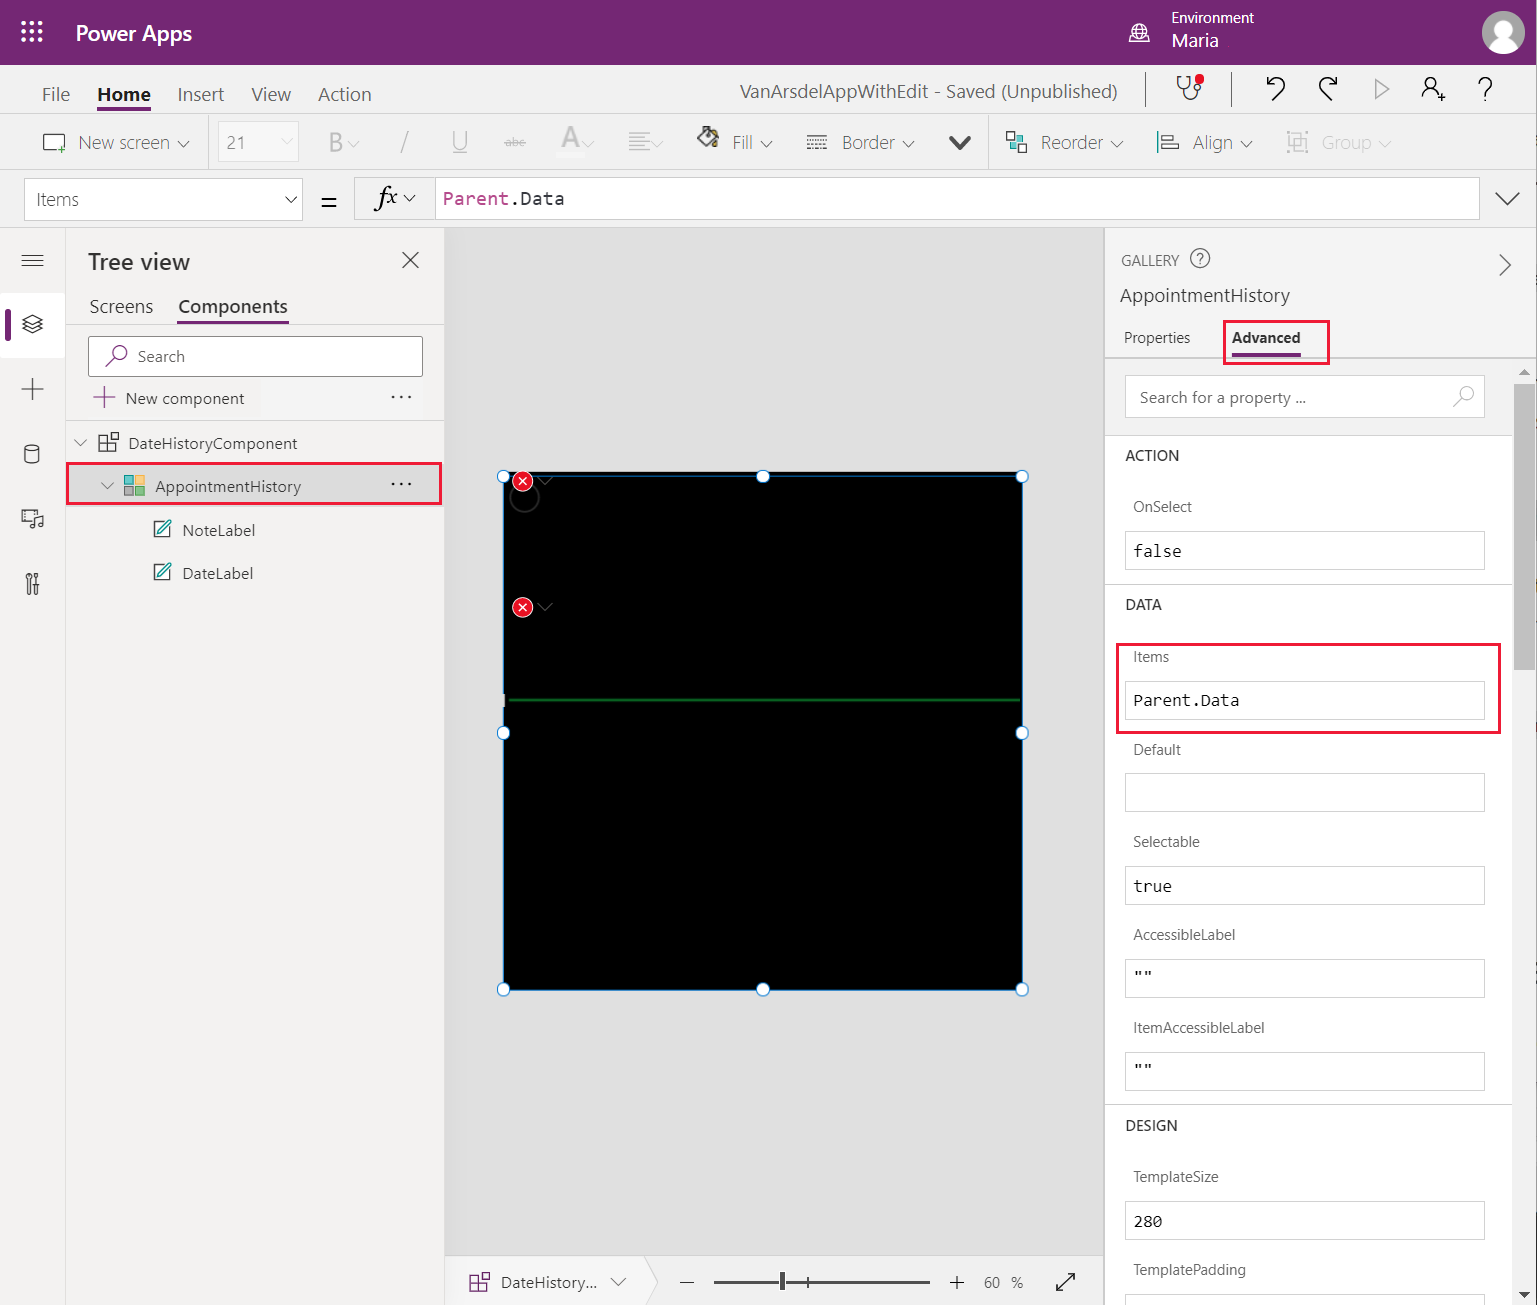 Power Apps
Environment
Maria
File Home Insert View Action
VanArsdelAppWithEdit - Saved (Unpublished)
New screen 21 B / U abc A Fill Border Reorder Align Group
Items = fx Parent.Data
Tree view
Screens Components
Search
New component ...
DateHistoryComponent
AppointmentHistory ...
NoteLabel
DateLabel
GALLERY ?
AppointmentHistory
Properties Advanced
Search for a property ...
ACTION
OnSelect
false
DATA
Items
Parent.Data
Default
Selectable
true
AccessibleLabel
""
ItemAccessibleLabel
""
DESIGN
TemplateSize
280
TemplatePadding
DateHistory... 60 %